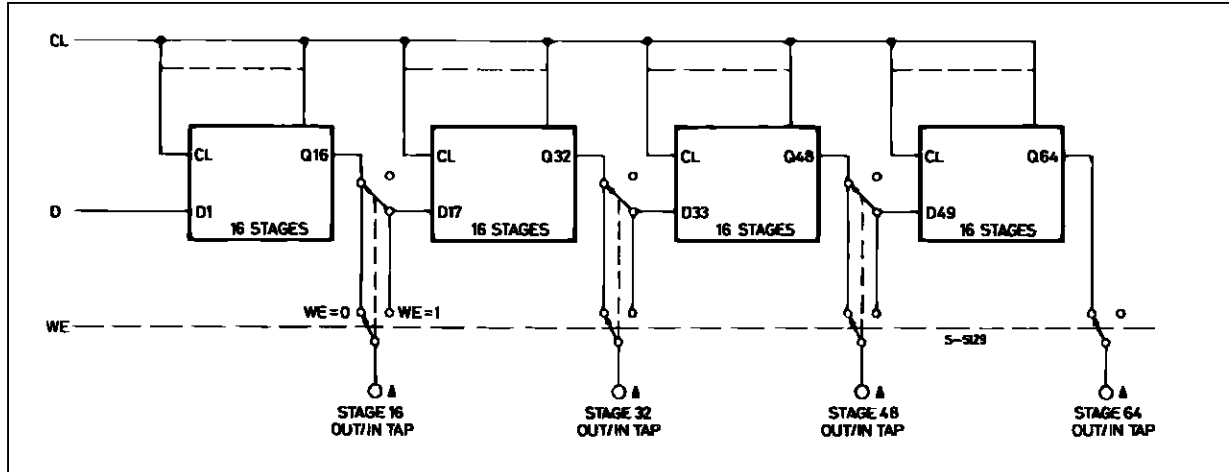 CL
CL Q16
CL Q32
CL Q48
CL Q64
D
D1
D17
D33
D49
16 STAGES
16 STAGES
16 STAGES
16 STAGES
WE=0
WE=1
WE
S-5129
STAGE 16
OUT/IN TAP
STAGE 32
OUT/IN TAP
STAGE 48
OUT/IN TAP
STAGE 64
OUT/IN TAP